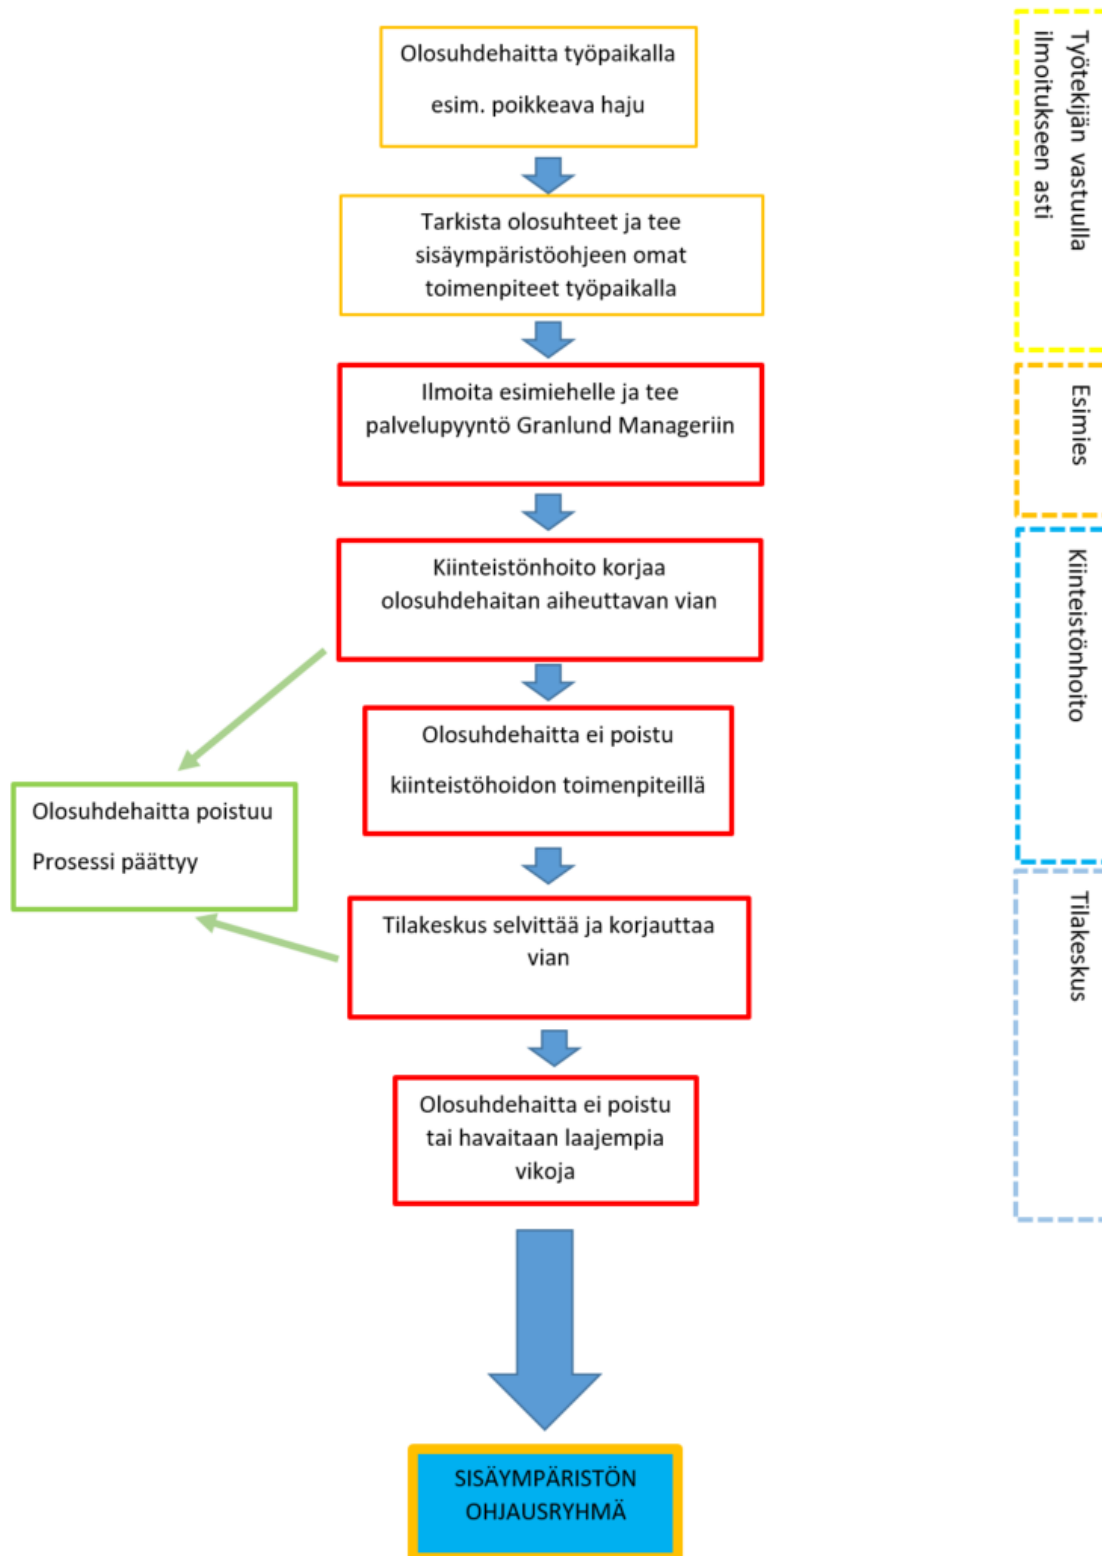 Olosuhdehaitta työpaikalla
esim. poikkeava haju
Tarkista olosuhteet ja tee
sisäympäristöohjeen omat
toimenpiteet työpaikalla
Ilmoita esimiehelle ja tee
palvelupyyntö Granlund Manageriin
Kiinteistönhoito korjaa
olosuhdehaitan aiheuttavan vian
Olosuhdehaitta ei poistu
kiinteistöhoidon toimenpiteillä
Olosuhdehaitta poistuu
Prosessi päättyy
Tilakeskus selvittää ja korjauttaa
vian
Olosuhdehaitta ei poistu
tai havaitaan laajempia
vikoja
SISÄYMPÄRISTÖN
OHJAUSRYHMÄ
Työtekijän vastuulla
ilmoitukseen asti
Esimies
Kiinteistönhoito
Tilakeskus